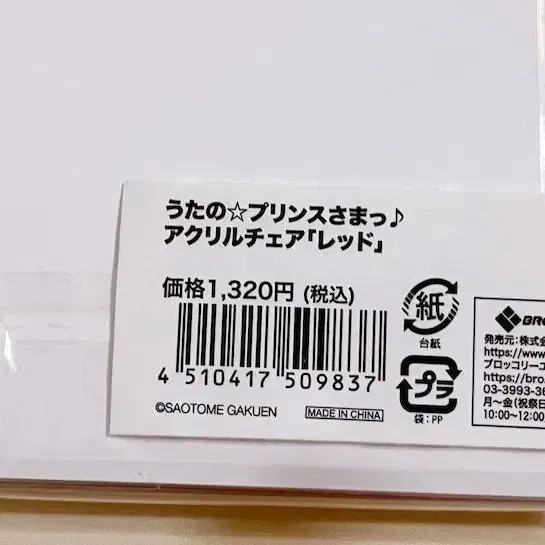 うたの☆プリンスさまっ♪
アクリルチェア「レッド」
価格1,320円 (税込)
4 510417 509837
©SAOTOME GAKUEN
MADE IN CHINA
紙
台紙
プラ
袋:PP
発売元:株式
https://www
ブロッコリーユ
https://bro.
03-3993-36
月〜金(祝祭日
10:00〜12:00